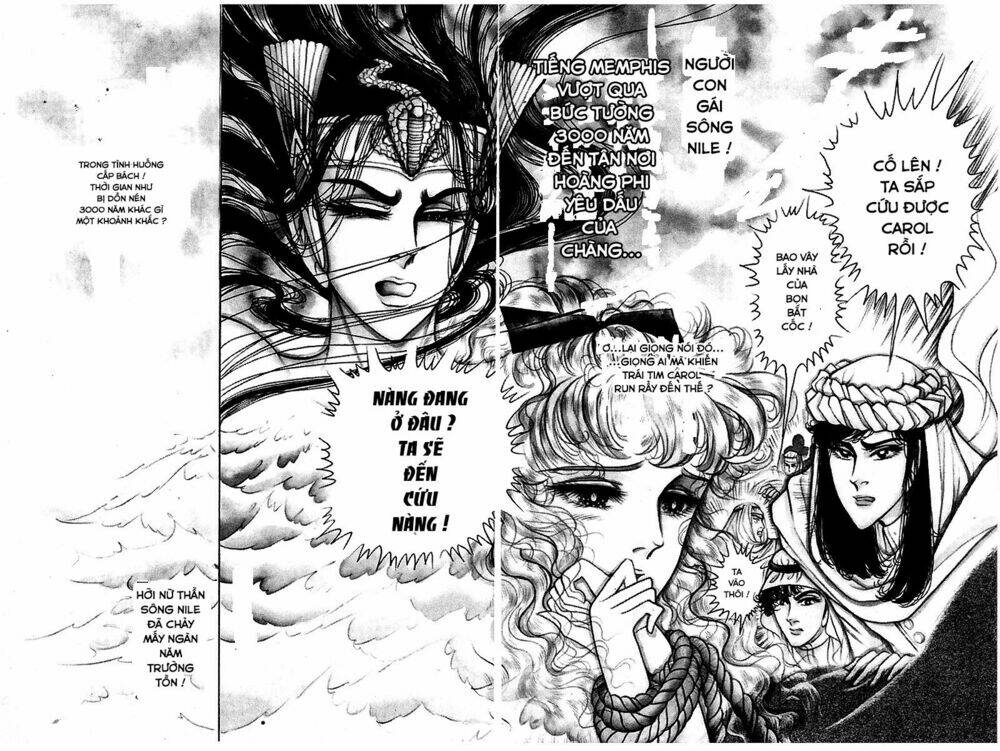 CỐ LÊN !
TA SẮP
CỨU ĐƯỢC
CAROL
RỒI !
BAO VÂY
LẤY NHÀ
CỦA
BỌN
BẮT
CÓC !
TA
VÀO
THÔI !
NGƯỜI
CON
GÁI
SÔNG
NILE !
TIẾNG MEMPHIS
VƯỢT QUA
BỨC TƯỜNG
3000 NĂM
ĐẾN TẬN NƠI
HOÀNG PHI
YÊU DẤU
CỦA
CHÀNG...
Ơ...LẠI GIỌNG NÓI ĐÓ...
...GIỌNG AI MÀ KHIẾN
TRÁI TIM CAROL
RUN RẨY ĐẾN THẾ ?
NÀNG ĐANG
Ở ĐÂU ?
TA SẼ
ĐẾN
CỨU
NÀNG !
TRONG TÌNH HUỐNG
CẤP BÁCH !
THỜI GIAN NHƯ
BỊ DỒN NÉN
3000 NĂM KHÁC GÌ
MỘT KHOẢNH KHẮC ?
HỠI NỮ THẦN
SÔNG NILE
ĐÃ CHẢY
MẤY NGÀN
NĂM
TRƯỜNG
TỒN !